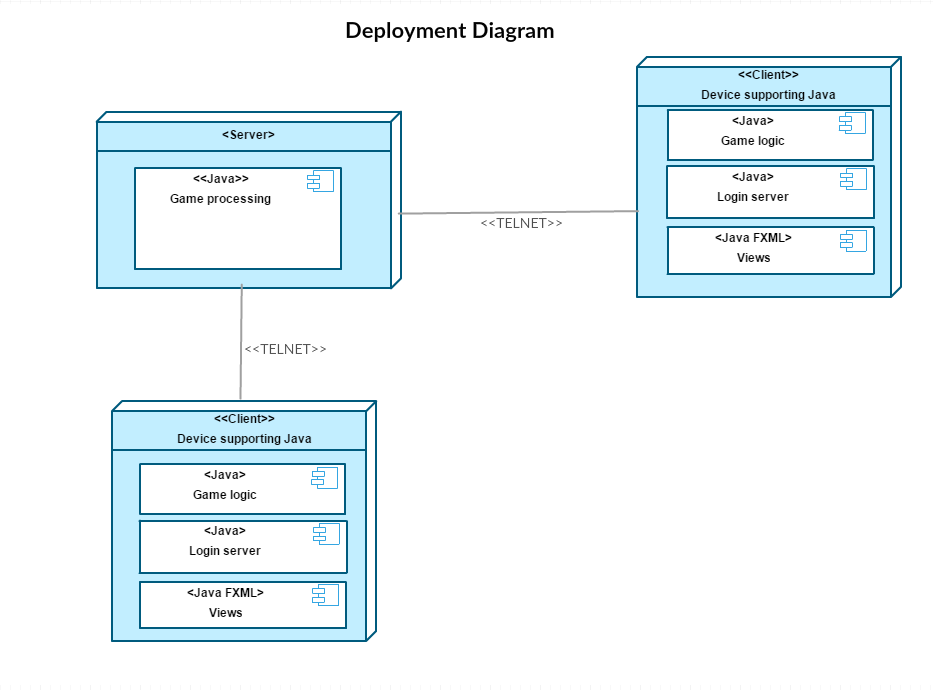 Deployment Diagram
<<Client>>
Device supporting Java
<Java>
Game logic
<Java>
Login server
<Java FXML>
Views
<Server>
<<Java>>
Game processing
<<TELNET>>
<<TELNET>>
<<Client>>
Device supporting Java
<Java>
Game logic
<Java>
Login server
<Java FXML>
Views